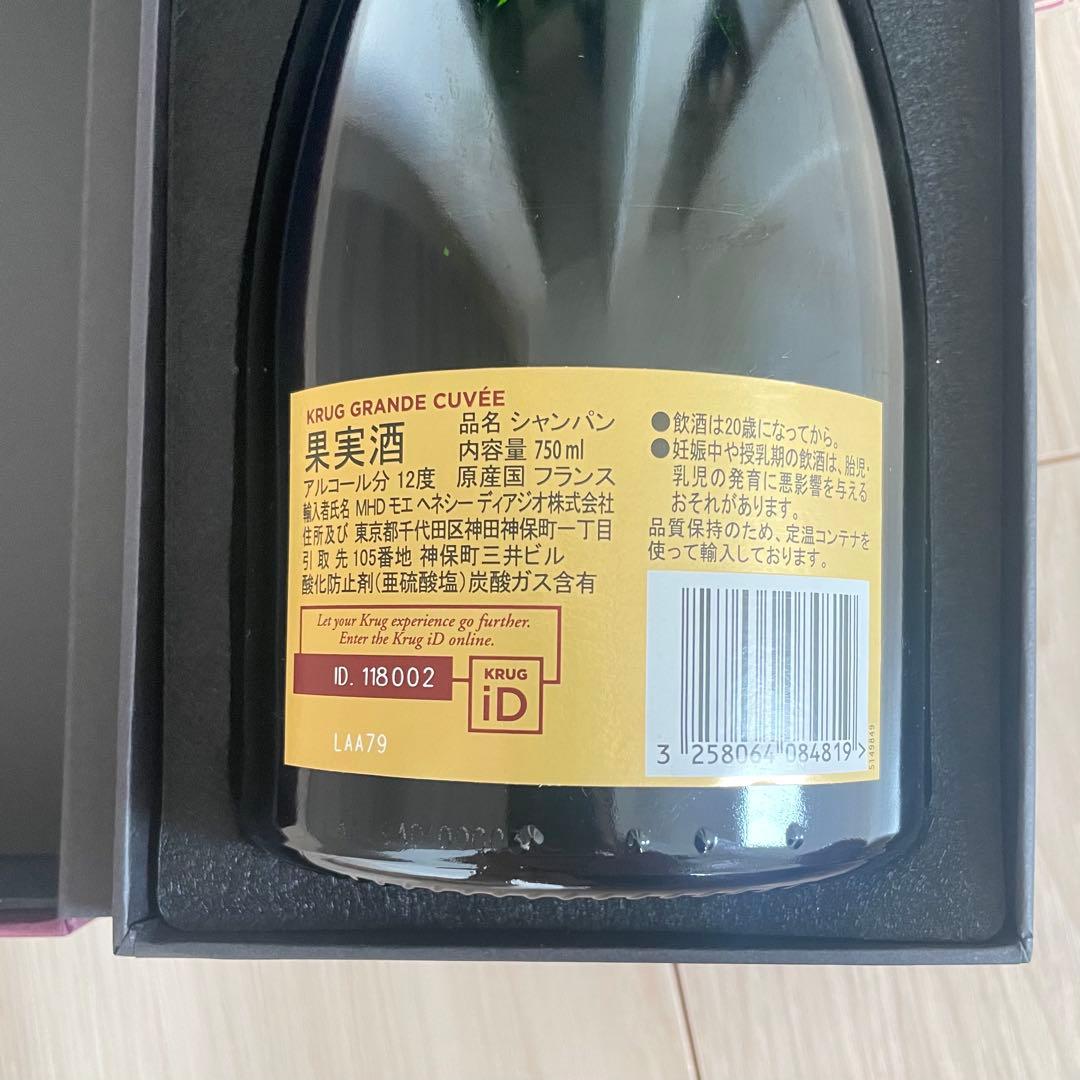 KRUG GRANDE CUVÉE
果実酒
品名 シャンパン
内容量 750ml
アルコール分 12度 原産国 フランス
輸入者氏名 MHD モエ ヘネシー ディアジオ株式会社
住所及び 東京都千代田区神田神保町一丁目
引取先 105番地 神保町三井ビル
酸化防止剤(亜硫酸塩)炭酸ガス含有
Let your Krug experience go further.
Enter the Krug iD online.
ID. 118002
KRUG
iD
LAA79
●飲酒は20歳になってから。
●妊娠中や授乳期の飲酒は、胎児・
乳児の発育に悪影響を与える
おそれがあります。
品質保持のため、定温コンテナを
使って輸入しております。
3 258064 084819 >
5149849